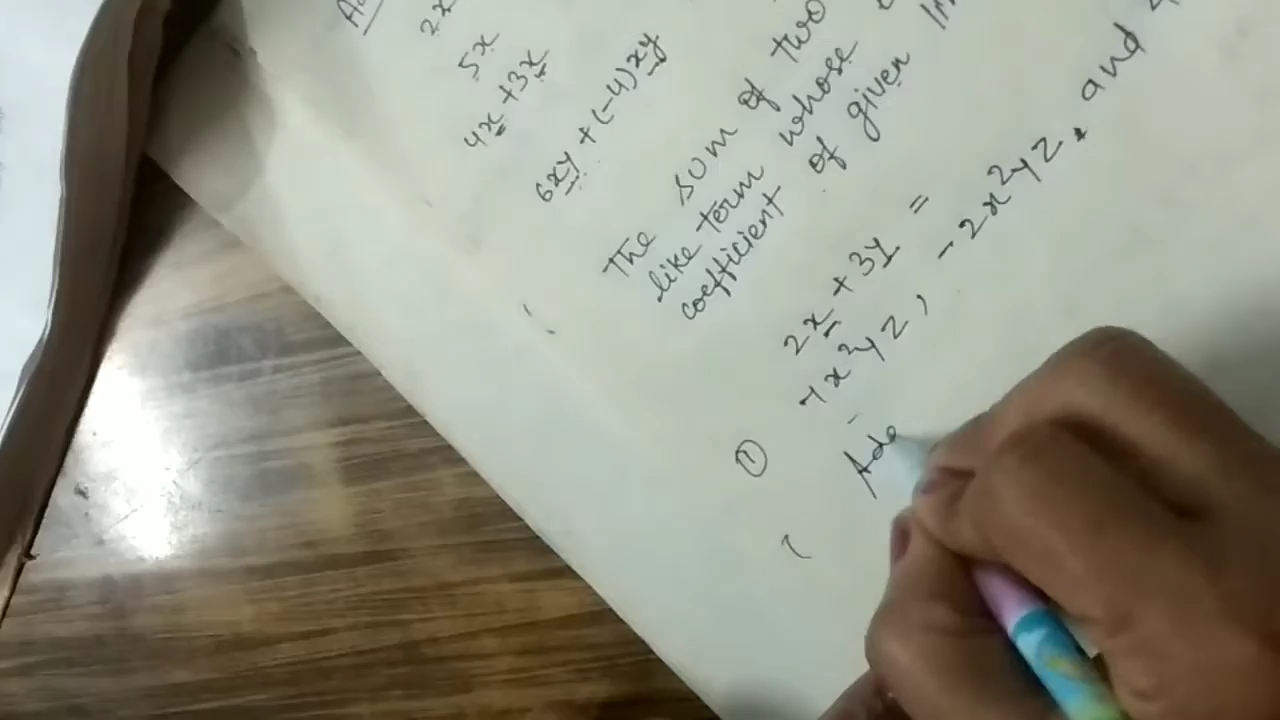 2x
5x
4x + 3x
6xy + (-4)xy
The sum of two
like term whose
coefficient of given
2x + 3y =
7x²yz, -2x²yz, and
①
Add